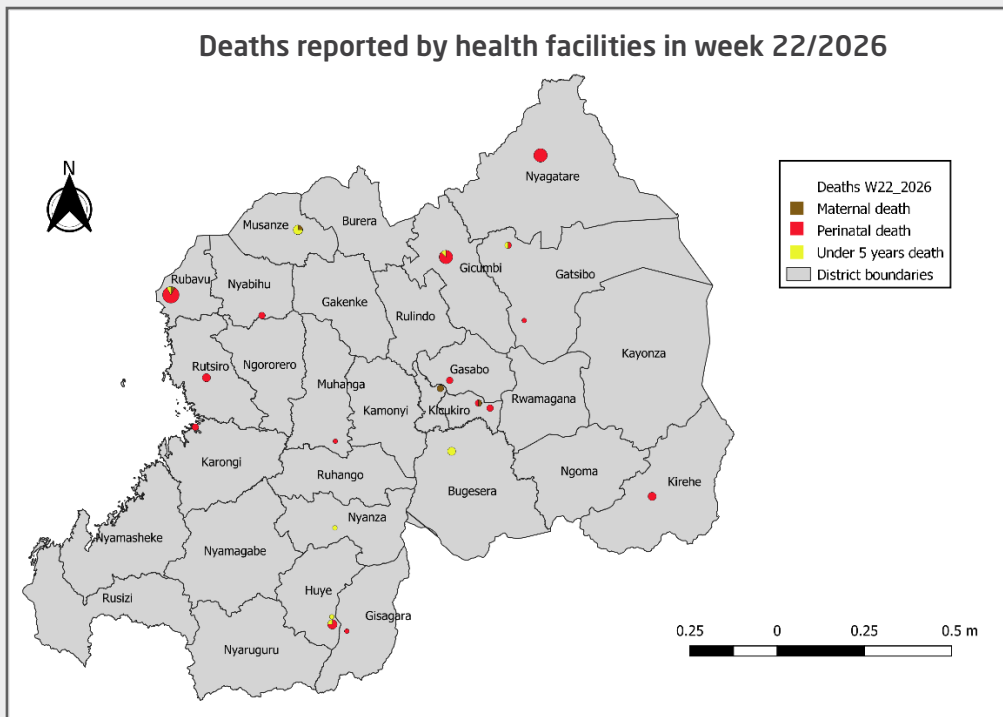 Deaths reported by health facilities in week 22/2026
N
Nyagatare
Deaths W22_2026
Maternal death
Perinatal death
Under 5 years death
District boundaries
Musanze
Burera
Gicumbi
Gatsibo
Rubavu
Nyabihu
Gakenke
Rulindo
Kayonza
Rutsiro
Ngororero
Muhanga
Gasabo
Kamonyi
Kicukiro
Rwamagana
Karongi
Ruhango
Bugesera
Ngoma
Kirehe
Nyanza
Nyamasheke
Nyamagabe
Rusizi
Huye
Gisagara
Nyaruguru
0.25 0 0.25 0.5 m